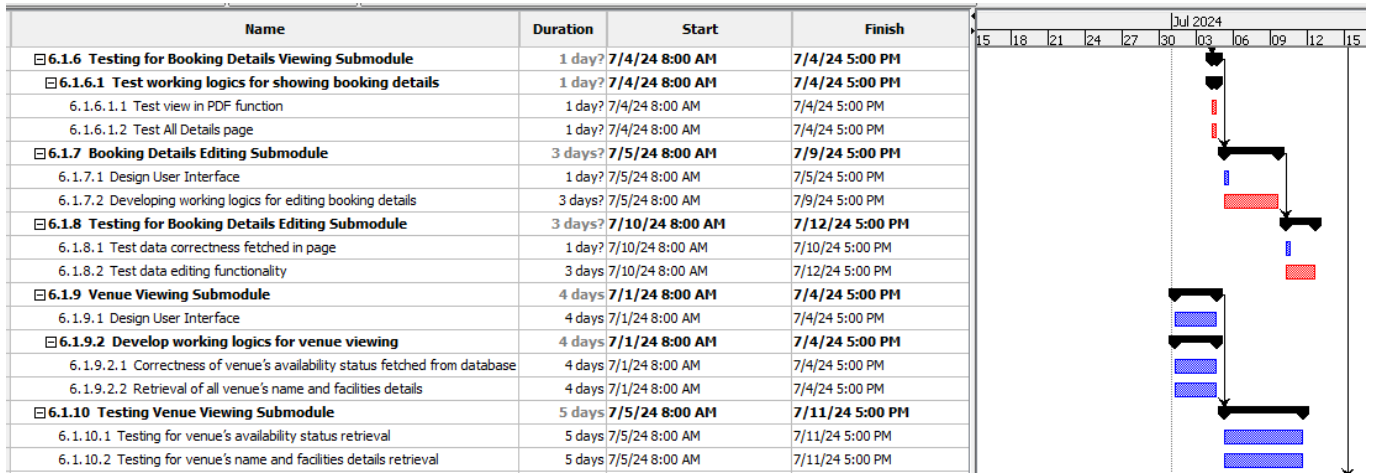 Name Duration Start Finish
Jul 2024
15 18 21 24 27 30 03 06 09 12 15
6.1.6 Testing for Booking Details Viewing Submodule 1 day? 7/4/24 8:00 AM 7/4/24 5:00 PM
6.1.6.1 Test working logics for showing booking details 1 day? 7/4/24 8:00 AM 7/4/24 5:00 PM
6.1.6.1.1 Test view in PDF function 1 day? 7/4/24 8:00 AM 7/4/24 5:00 PM
6.1.6.1.2 Test All Details page 1 day? 7/4/24 8:00 AM 7/4/24 5:00 PM
6.1.7 Booking Details Editing Submodule 3 days? 7/5/24 8:00 AM 7/9/24 5:00 PM
6.1.7.1 Design User Interface 1 day? 7/5/24 8:00 AM 7/5/24 5:00 PM
6.1.7.2 Developing working logics for editing booking details 3 days? 7/5/24 8:00 AM 7/9/24 5:00 PM
6.1.8 Testing for Booking Details Editing Submodule 3 days? 7/10/24 8:00 AM 7/12/24 5:00 PM
6.1.8.1 Test data correctness fetched in page 1 day? 7/10/24 8:00 AM 7/10/24 5:00 PM
6.1.8.2 Test data editing functionality 3 days 7/10/24 8:00 AM 7/12/24 5:00 PM
6.1.9 Venue Viewing Submodule 4 days 7/1/24 8:00 AM 7/4/24 5:00 PM
6.1.9.1 Design User Interface 4 days 7/1/24 8:00 AM 7/4/24 5:00 PM
6.1.9.2 Develop working logics for venue viewing 4 days 7/1/24 8:00 AM 7/4/24 5:00 PM
6.1.9.2.1 Correctness of venue's availability status fetched from database 4 days 7/1/24 8:00 AM 7/4/24 5:00 PM
6.1.9.2.2 Retrieval of all venue's name and facilities details 4 days 7/1/24 8:00 AM 7/4/24 5:00 PM
6.1.10 Testing Venue Viewing Submodule 5 days 7/5/24 8:00 AM 7/11/24 5:00 PM
6.1.10.1 Testing for venue's availability status retrieval 5 days 7/5/24 8:00 AM 7/11/24 5:00 PM
6.1.10.2 Testing for venue's name and facilities details retrieval 5 days 7/5/24 8:00 AM 7/11/24 5:00 PM